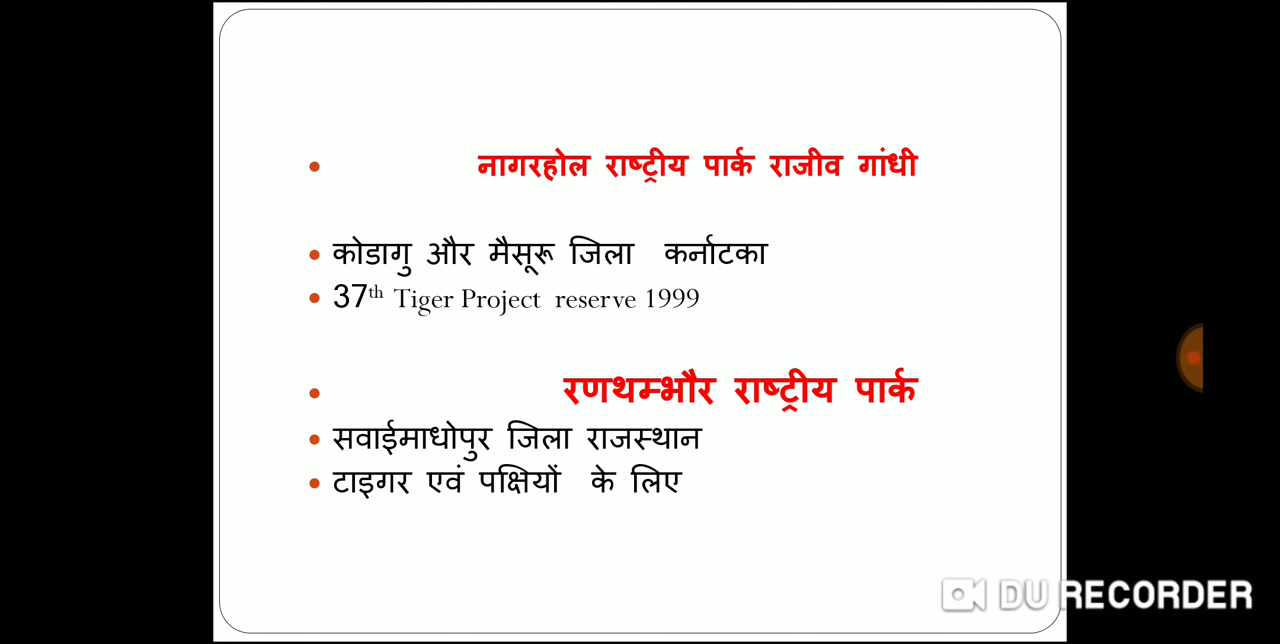 नागरहोल राष्ट्रीय पार्क राजीव गांधी
कोडागु और मैसूरू जिला कर्नाटका
37th Tiger Project reserve 1999
रणथम्भौर राष्ट्रीय पार्क
सवाईमाधोपुर जिला राजस्थान
टाइगर एवं पक्षियों के लिए
DU RECORDER